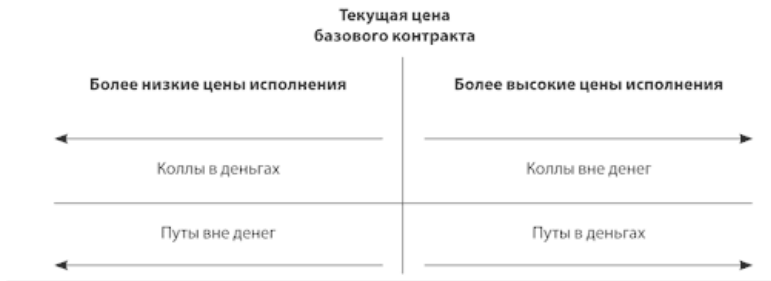 Текущая цена
базового контракта
Более низкие цены исполнения
Более высокие цены исполнения
Коллы в деньгах
Коллы вне денег
Путы вне денег
Путы в деньгах